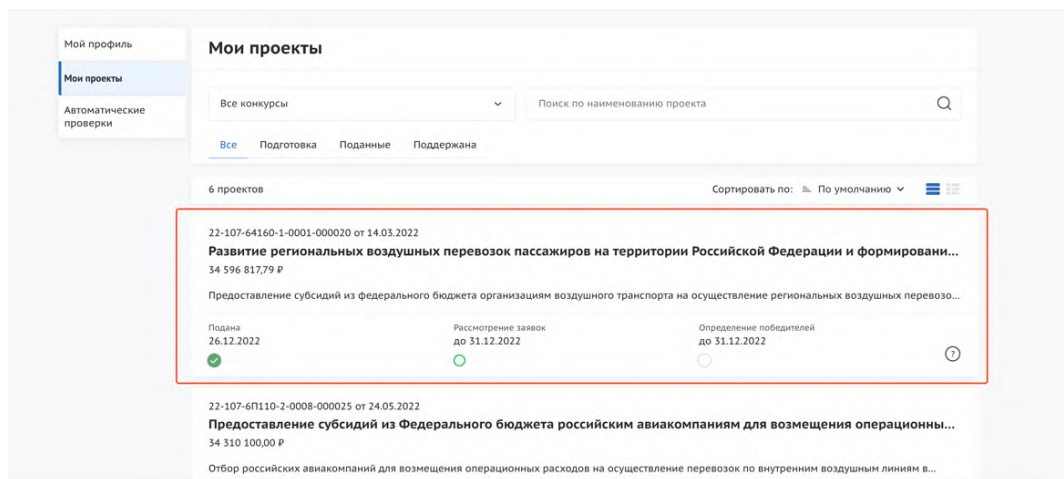 Мой профиль
Мои проекты
Автоматические
проверки
Мои проекты
Все конкурсы
Поиск по наименованию проекта
Все Подготовка Поданные Поддержана
6 проектов
Сортировать по: По умолчанию
22-107-64160-1-0001-000020 от 14.03.2022
Развитие региональных воздушных перевозок пассажиров на территории Российской Федерации и формировани...
34 596 817,79 ₽
Предоставление субсидий из федерального бюджета организациям воздушного транспорта на осуществление региональных воздушных перевозо...
Подана
26.12.2022
Рассмотрение заявок
до 31.12.2022
Определение победителей
до 31.12.2022
?
22-107-6П110-2-0008-000025 от 24.05.2022
Предоставление субсидий из Федерального бюджета российским авиакомпаниям для возмещения операционны...
34 310 100,00 ₽
Отбор российских авиакомпаний для возмещения операционных расходов на осуществление перевозок по внутренним воздушным линиям в...